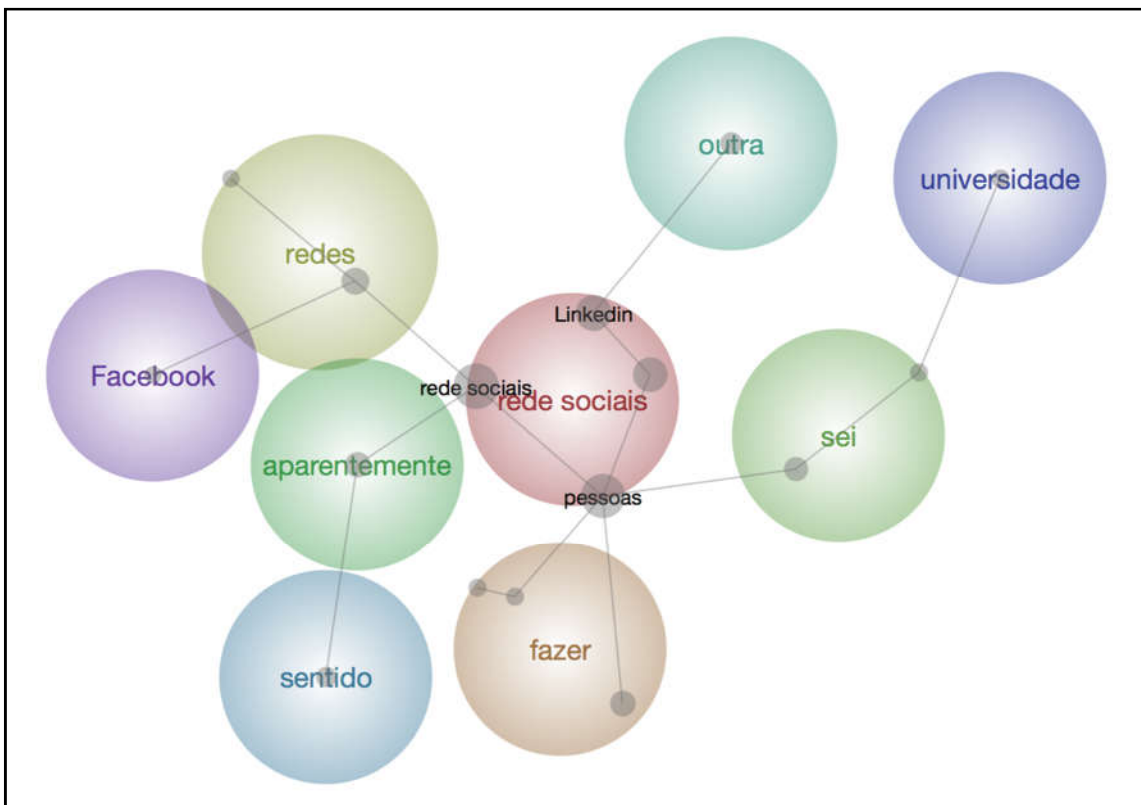 outra
universidade
redes
Linkedin
Facebook
rede sociais
rede sociais
sei
aparentemente
pessoas
fazer
sentido